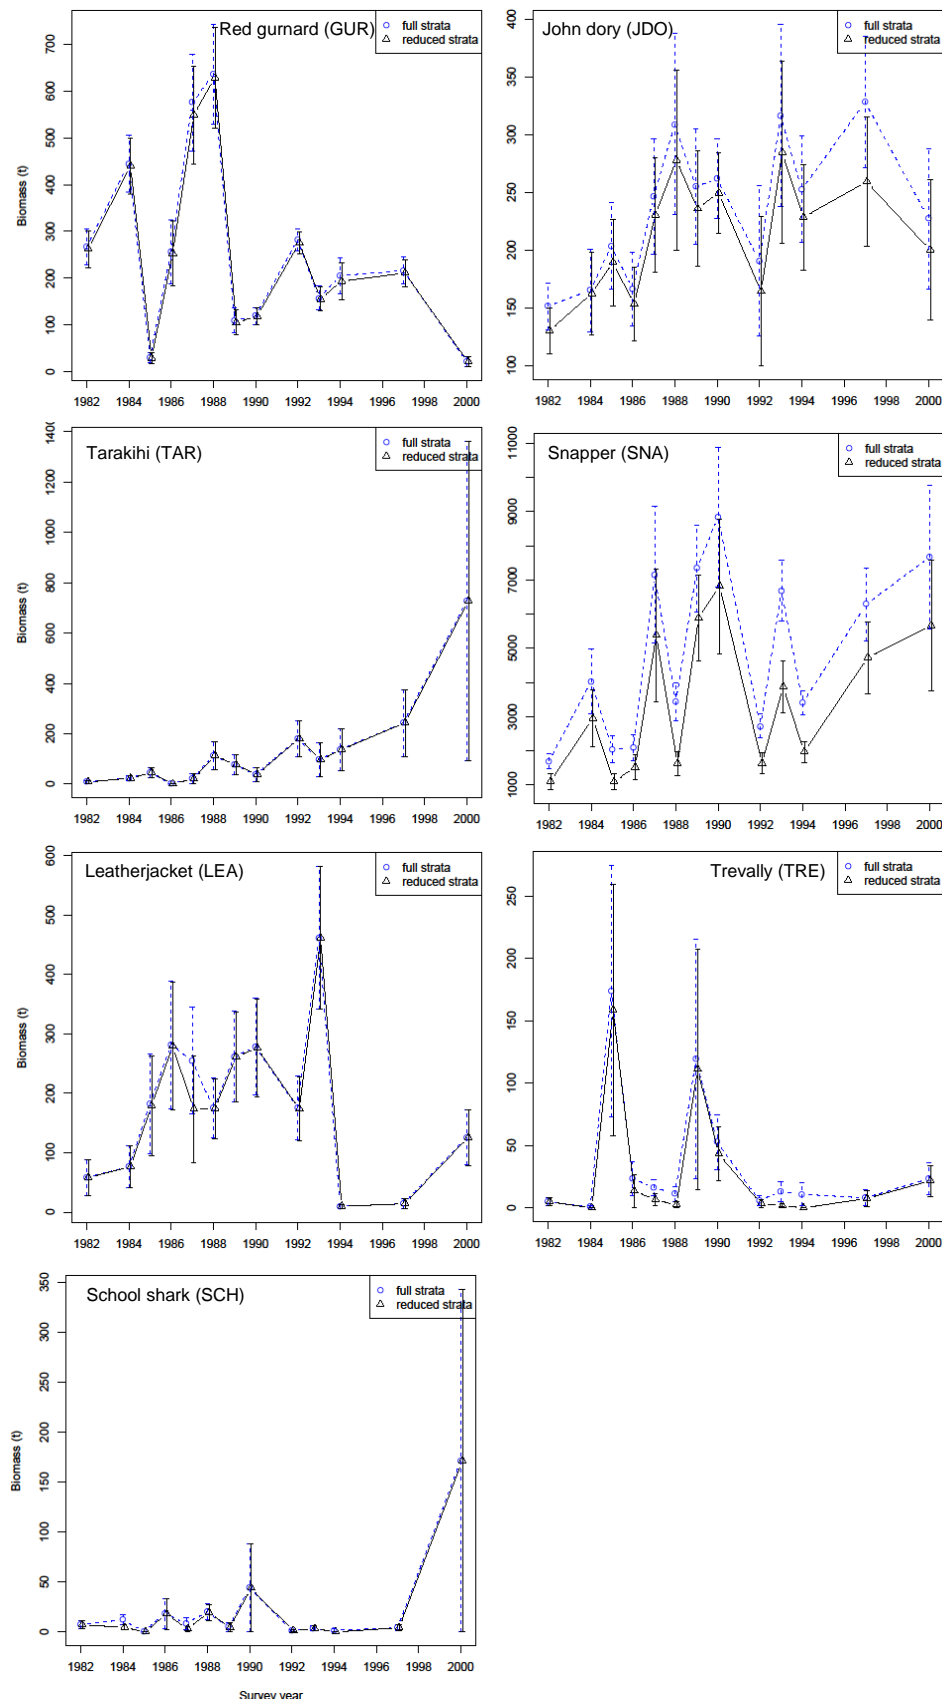 Red gurnard (GUR)
full strata
reduced strata
Biomass (t)
0 100 200 300 400 500 600 700
1982 1984 1986 1988 1990 1992 1994 1996 1998 2000
John dory (JDO)
full strata
reduced strata
100 150 200 250 300 350 400
1982 1984 1986 1988 1990 1992 1994 1996 1998 2000
Tarakihi (TAR)
full strata
reduced strata
Biomass (t)
0 200 400 600 800 1000 1200 1400
1982 1984 1986 1988 1990 1992 1994 1996 1998 2000
Snapper (SNA)
full strata
reduced strata
1000 3000 5000 7000 9000 11000
1982 1984 1986 1988 1990 1992 1994 1996 1998 2000
Leatherjacket (LEA)
full strata
reduced strata
Biomass (t)
0 100 200 300 400 500 600
1982 1984 1986 1988 1990 1992 1994 1996 1998 2000
Trevally (TRE)
full strata
reduced strata
0 50 100 150 200 250
1982 1984 1986 1988 1990 1992 1994 1996 1998 2000
School shark (SCH)
full strata
reduced strata
Biomass (t)
0 50 100 150 200 250 300 350
1982 1984 1986 1988 1990 1992 1994 1996 1998 2000
Survey year